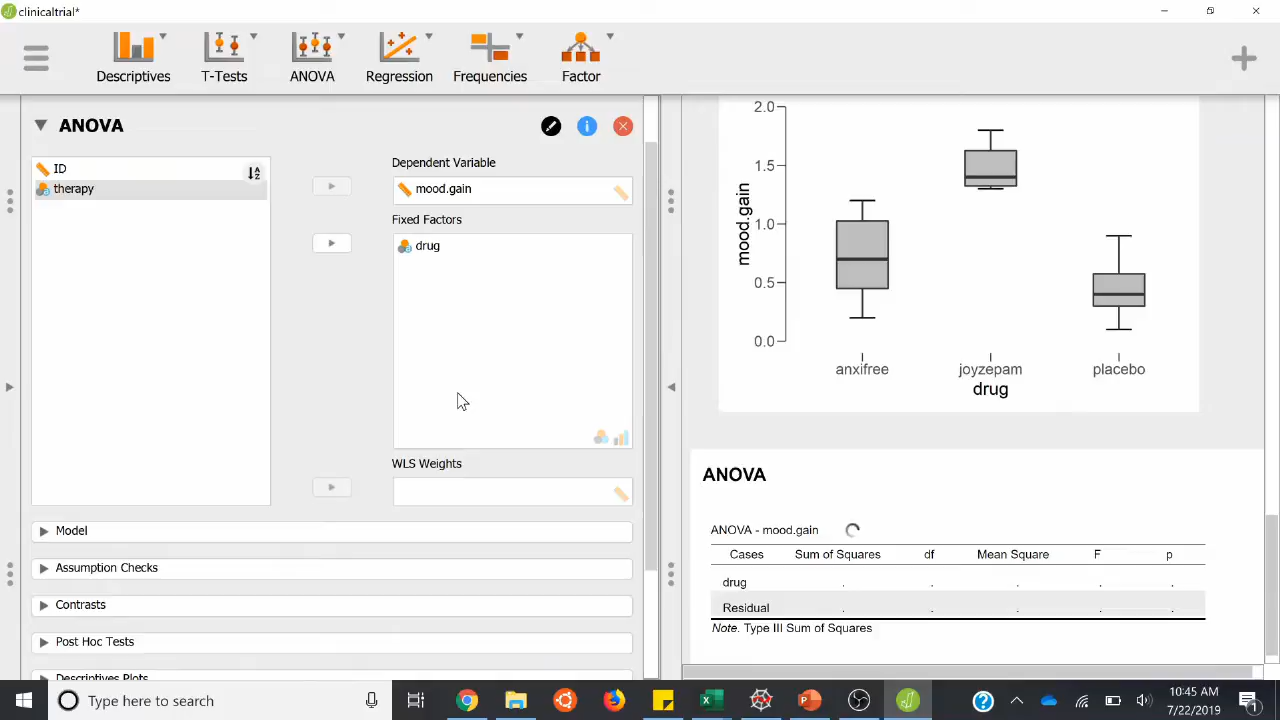 clinicaltrial*
Descriptives
T-Tests
ANOVA
Regression
Frequencies
Factor
ANOVA
ID
therapy
Dependent Variable
mood.gain
Fixed Factors
drug
WLS Weights
Model
Assumption Checks
Contrasts
Post Hoc Tests
Descriptives Plots
2.0
1.5
1.0
0.5
0.0
mood.gain
anxifree joyzepam placebo
drug
ANOVA
ANOVA - mood.gain
Cases Sum of Squares df Mean Square F p
drug . . . . .
Residual . . . . .
Note. Type III Sum of Squares
Type here to search
10:45 AM
7/22/2019